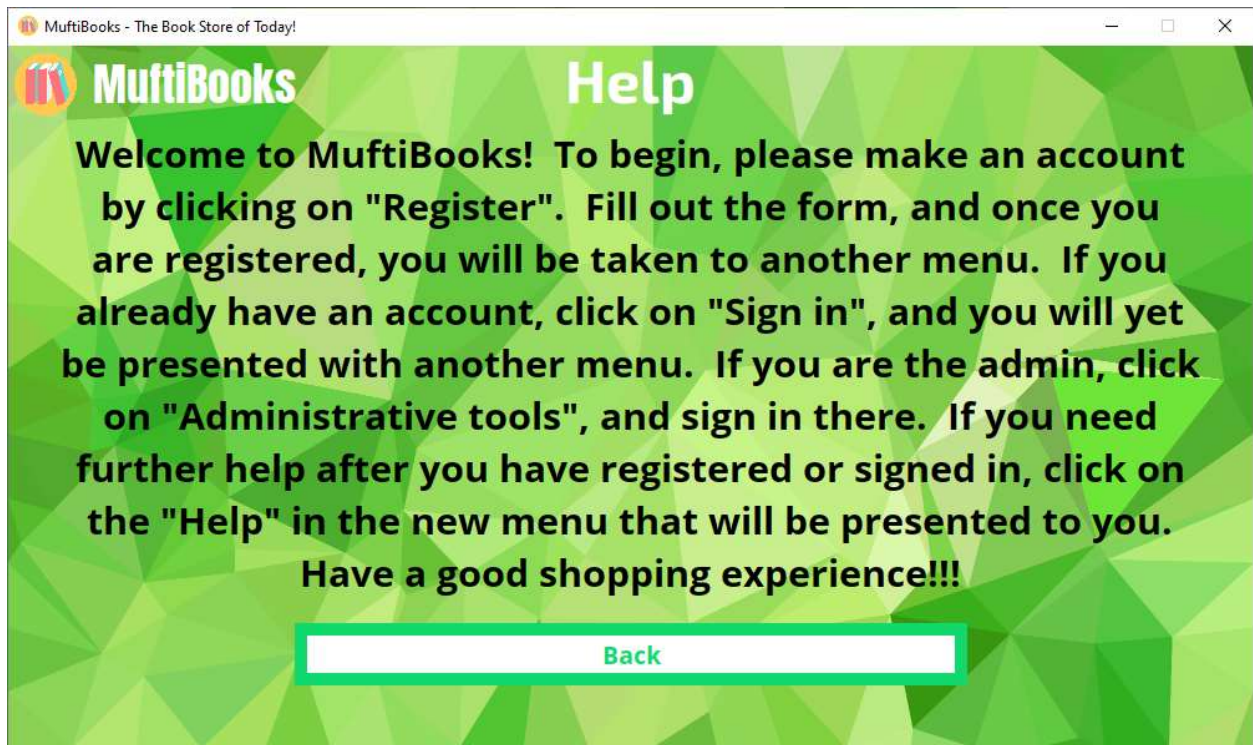 MuftiBooks - The Book Store of Today!
MuftiBooks
Help
Welcome to MuftiBooks!  To begin, please make an account
by clicking on "Register".  Fill out the form, and once you
are registered, you will be taken to another menu.  If you
already have an account, click on "Sign in", and you will yet
be presented with another menu.  If you are the admin, click
on "Administrative tools", and sign in there.  If you need
further help after you have registered or signed in, click on
the "Help" in the new menu that will be presented to you.
Have a good shopping experience!!!
Back